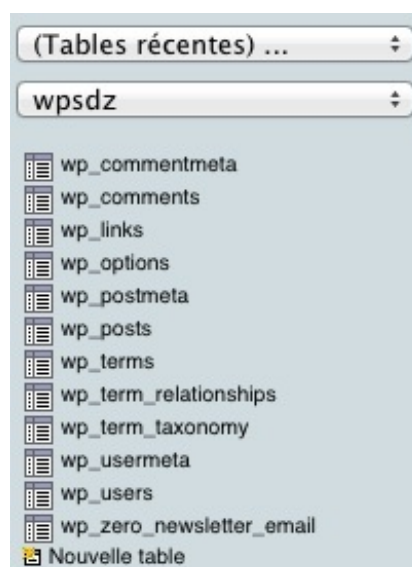 (Tables récentes) ...
wpsdz
wp_commentmeta
wp_comments
wp_links
wp_options
wp_postmeta
wp_posts
wp_terms
wp_term_relationships
wp_term_taxonomy
wp_usermeta
wp_users
wp_zero_newsletter_email
Nouvelle table